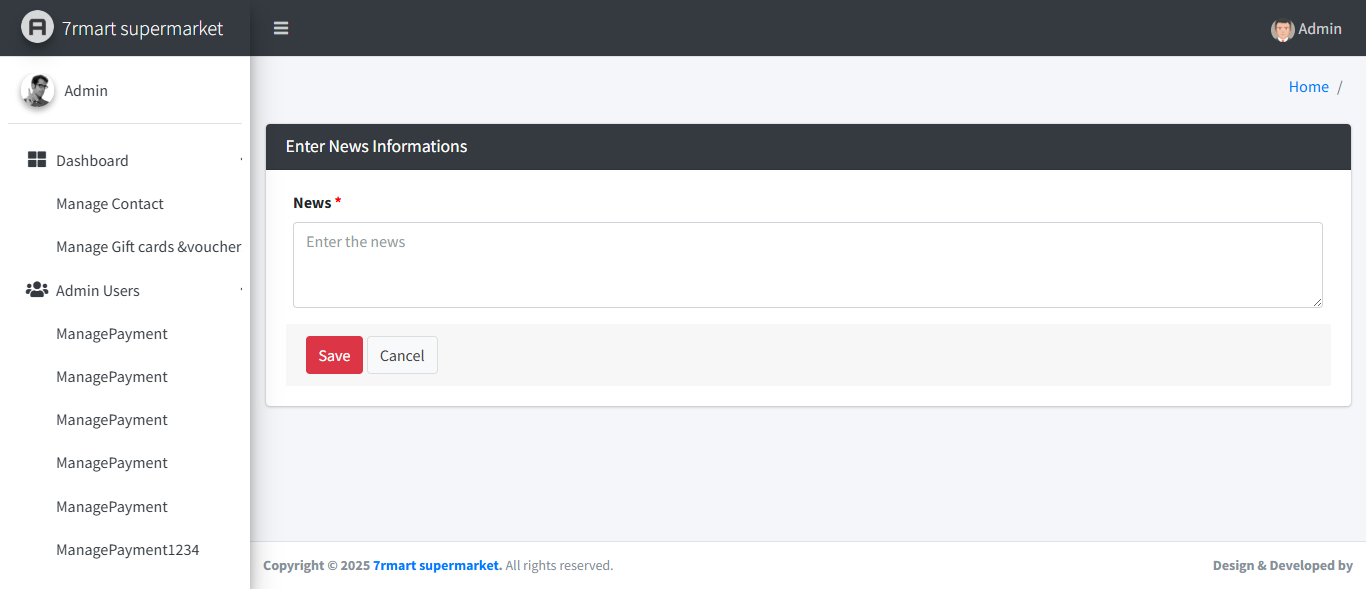 7rmart supermarket
Admin
Admin
Home /
Dashboard
Manage Contact
Manage Gift cards &voucher
Admin Users
ManagePayment
ManagePayment
ManagePayment
ManagePayment
ManagePayment
ManagePayment1234
Enter News Informations
News *
Enter the news
Save Cancel
Copyright © 2025 7rmart supermarket. All rights reserved.
Design & Developed by